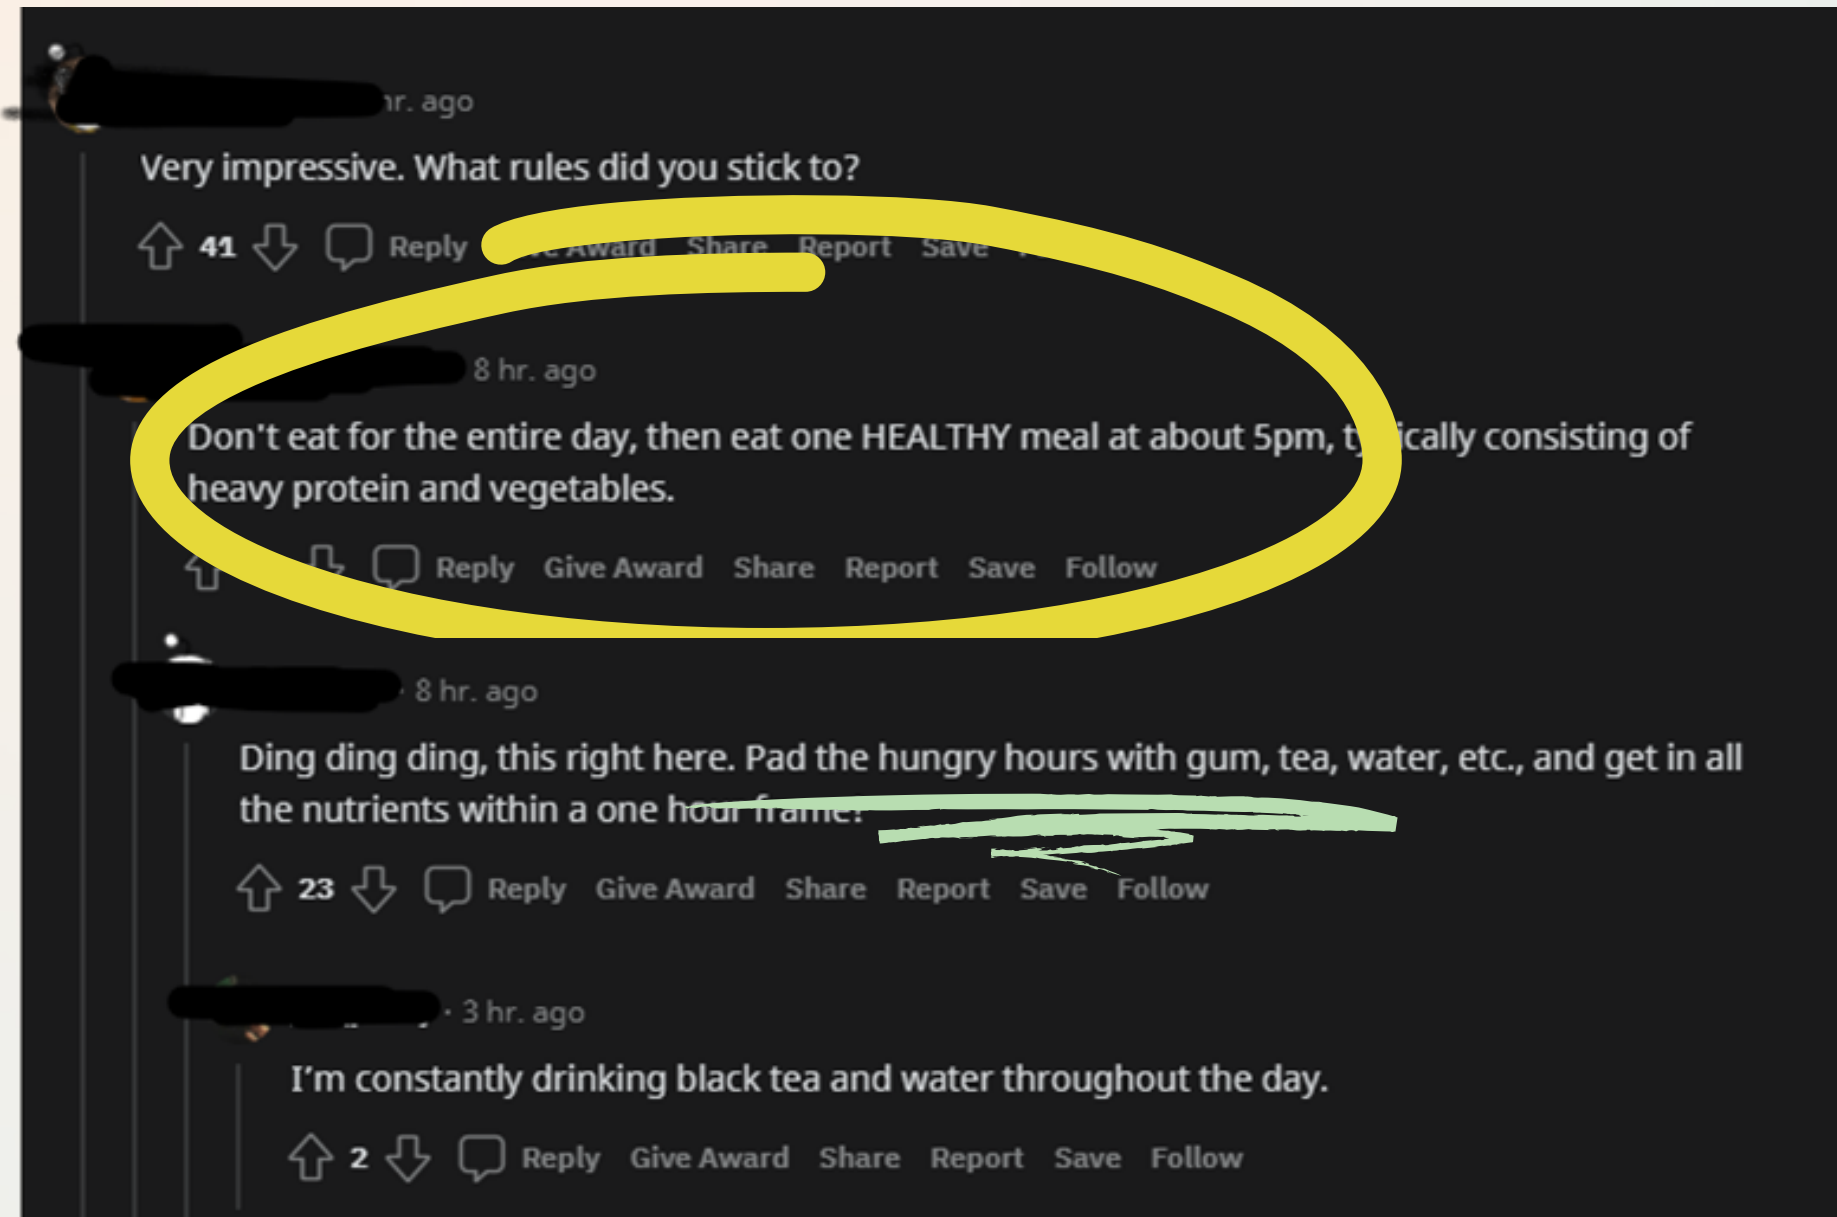 hr. ago
Very impressive. What rules did you stick to?
41 Reply Award Share Report Save
8 hr. ago
Don't eat for the entire day, then eat one HEALTHY meal at about 5pm, typically consisting of
heavy protein and vegetables.
Reply Give Award Share Report Save Follow
· 8 hr. ago
Ding ding ding, this right here. Pad the hungry hours with gum, tea, water, etc., and get in all
the nutrients within a one hour frame!
23 Reply Give Award Share Report Save Follow
· 3 hr. ago
I'm constantly drinking black tea and water throughout the day.
2 Reply Give Award Share Report Save Follow